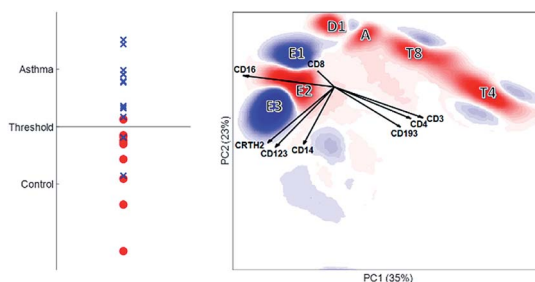 Asthma
Threshold
Control
D1
A
E1
T8
CD8
CD16
E2
T4
E3
CD3
CD4
CD193
CRTH2
CD123
CD14
PC2 (23%)
PC1 (35%)